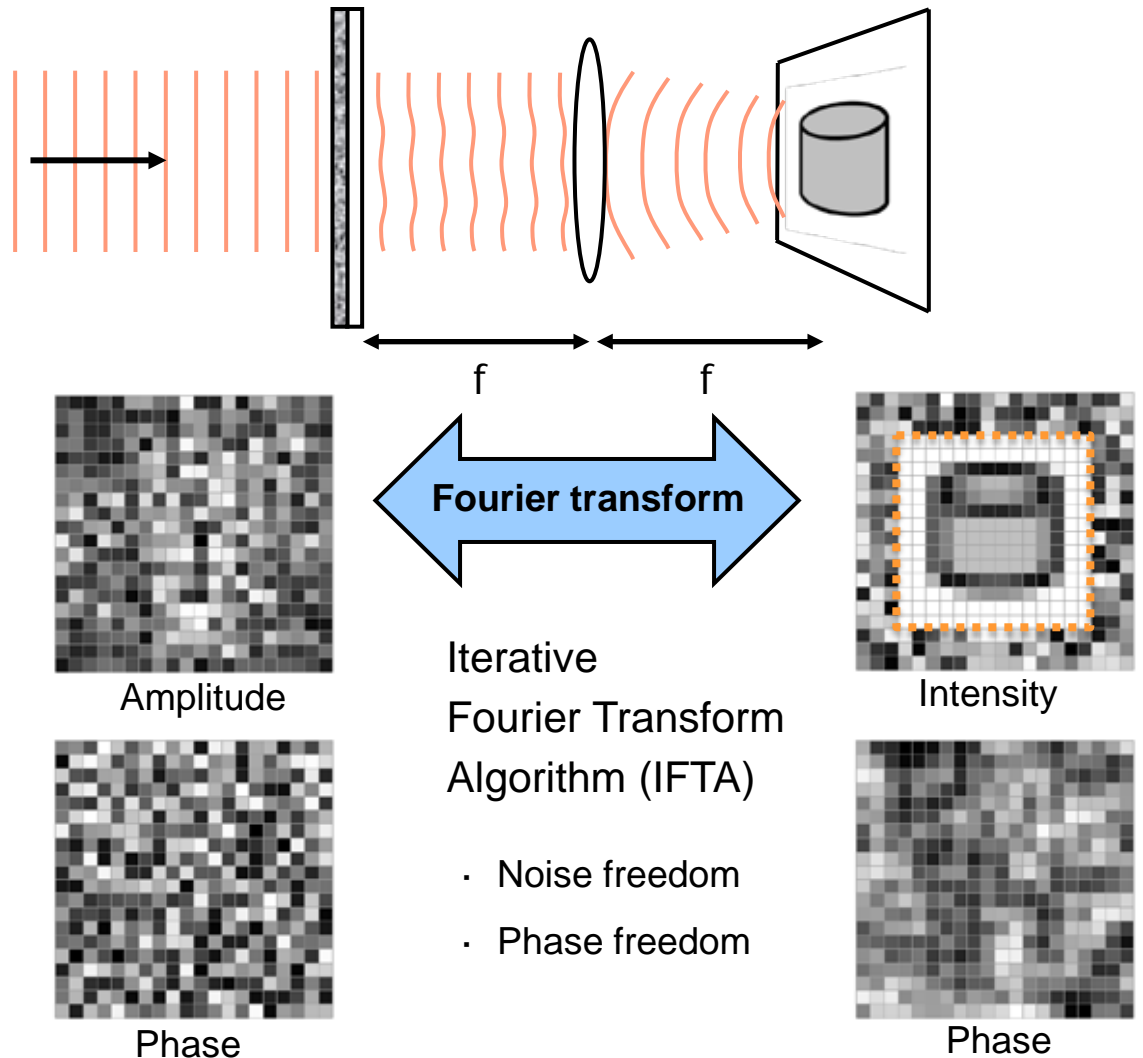 f
f
Fourier transform
Amplitude
Intensity
Iterative
Fourier Transform
Algorithm (IFTA)
· Noise freedom
· Phase freedom
Phase
Phase